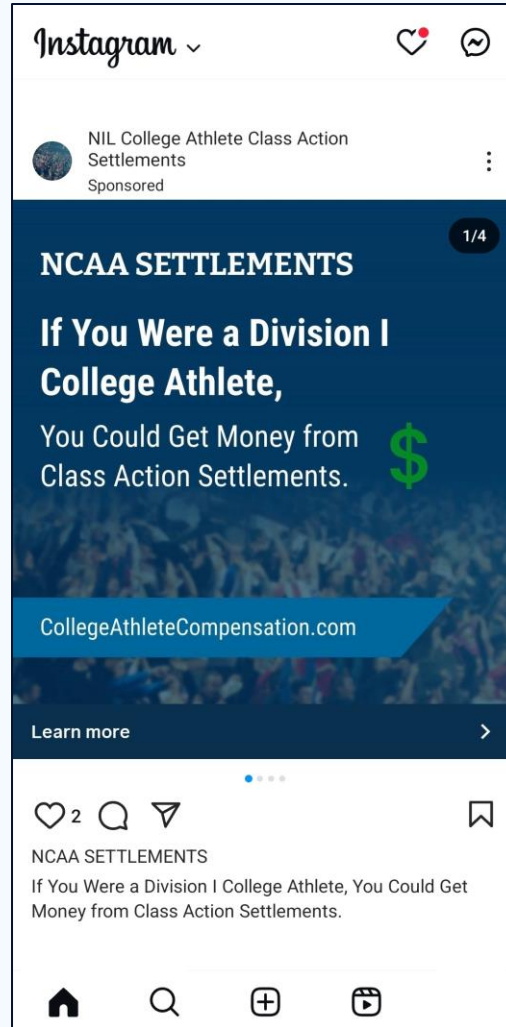 Instagram
NIL College Athlete Class Action
Settlements
Sponsored
1/4
NCAA SETTLEMENTS
If You Were a Division I
College Athlete,
You Could Get Money from
Class Action Settlements.
$
CollegeAthleteCompensation.com
Learn more
2
NCAA SETTLEMENTS
If You Were a Division I College Athlete, You Could Get
Money from Class Action Settlements.